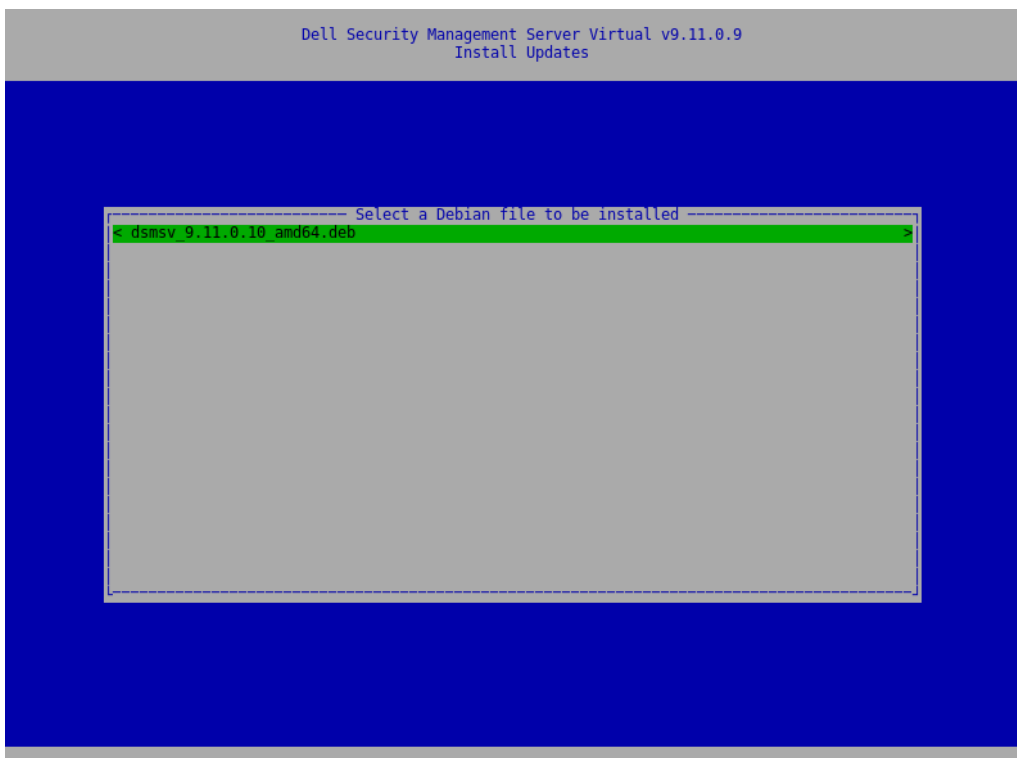 Dell Security Management Server Virtual v9.11.0.9
Install Updates
Select a Debian file to be installed
< dsmsv_9.11.0.10_amd64.deb >